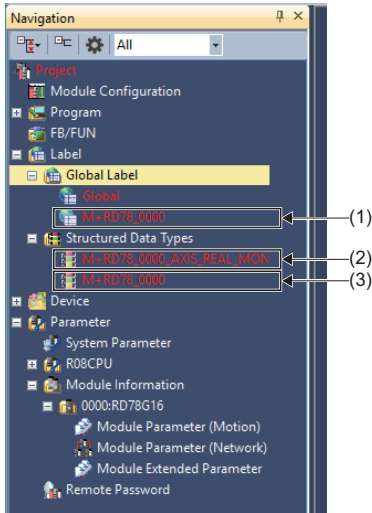 Navigation
All
Project
Module Configuration
Program
FB/FUN
Label
Global Label
Global
M+RD78_0000 (1)
Structured Data Types
M+RD78_0000_AXIS_REAL_MON (2)
M+RD78_0000 (3)
Device
Parameter
System Parameter
R08CPU
Module Information
0000:RD78G16
Module Parameter (Motion)
Module Parameter (Network)
Module Extended Parameter
Remote Password